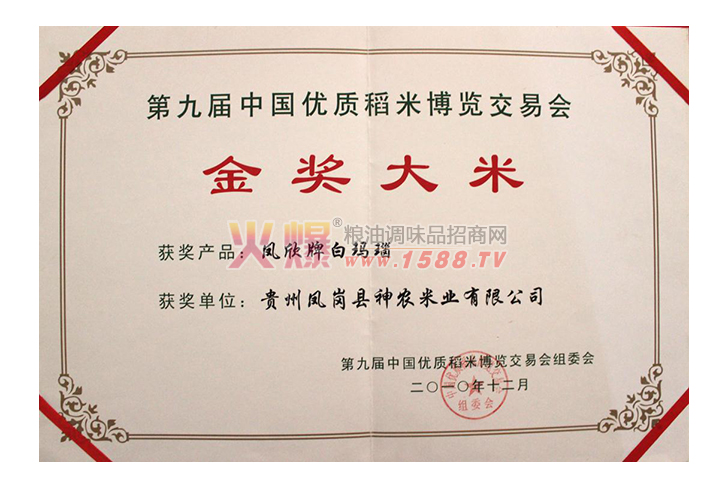 第九届中国优质稻米博览交易会
金奖大米
火爆®粮油调味品招商网
www.1588.TV
获奖产品：凤欣牌白玛瑙
获奖单位：贵州凤岗县神农米业有限公司
第九届中国优质稻米博览交易会组委会
二〇一〇年十二月
组委会